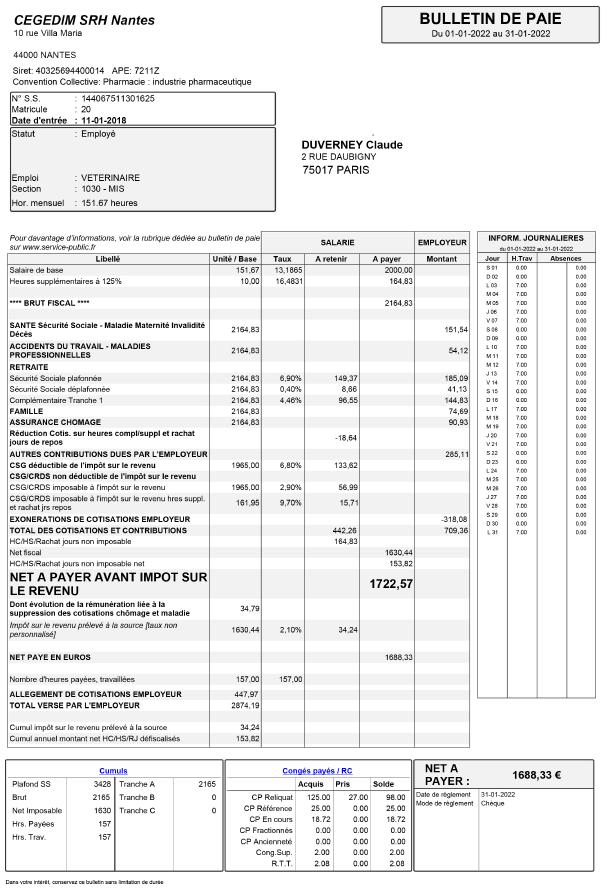 CEGEDIM SRH Nantes
10 rue Villa Maria
44000 NANTES
Siret: 40325694400014 APE: 7211Z
Convention Collective: Pharmacie : industrie pharmaceutique
BULLETIN DE PAIE
Du 01-01-2022 au 31-01-2022
N° S.S. : 144067511301625
Matricule : 20
Date d'entrée : 11-01-2018
Statut : Employé
Emploi : VETERINAIRE
Section : 1030 - MIS
Hor. mensuel : 151.67 heures
DUVERNEY Claude
2 RUE DAUBIGNY
75017 PARIS
Pour davantage d'informations, voir la rubrique dédiée au bulletin de paie
sur www.service-public.fr
SALARIE EMPLOYEUR
Libellé Unité / Base Taux A retenir A payer Montant
Salaire de base 151,67 13,1865 2000,00
Heures supplémentaires à 125% 10,00 16,4831 164,83
**** BRUT FISCAL **** 2164,83
SANTE Sécurité Sociale - Maladie Maternité Invalidité
Décès 2164,83 151,54
ACCIDENTS DU TRAVAIL - MALADIES
PROFESSIONNELLES 2164,83 54,12
RETRAITE
Sécurité Sociale plafonnée 2164,83 6,90% 149,37 185,09
Sécurité Sociale déplafonnée 2164,83 0,40% 8,66 41,13
Complémentaire Tranche 1 2164,83 4,46% 96,55 144,83
FAMILLE 2164,83 74,69
ASSURANCE CHOMAGE 2164,83 90,93
Réduction Cotis. sur heures compl/suppl et rachat
jours de repos -18,64
AUTRES CONTRIBUTIONS DUES PAR L'EMPLOYEUR 285,11
CSG déductible de l'impôt sur le revenu 1965,00 6,80% 133,62
CSG/CRDS non déductible de l'impôt sur le revenu
CSG/CRDS imposable à l'impôt sur le revenu 1965,00 2,90% 56,99
CSG/CRDS imposable à l'impôt sur le revenu hres suppl.
et rachat jrs repos 161,95 9,70% 15,71
EXONERATIONS DE COTISATIONS EMPLOYEUR -318,08
TOTAL DES COTISATIONS ET CONTRIBUTIONS 442,26 709,36
HC/HS/Rachat jours non imposable 164,83
Net fiscal 1630,44
HC/HS/Rachat jours non imposable net 153,82
NET A PAYER AVANT IMPOT SUR
LE REVENU 1722,57
Dont évolution de la rémunération liée à la
suppression des cotisations chômage et maladie 34,79
Impôt sur le revenu prélevé à la source [taux non
personnalisé] 1630,44 2,10% 34,24
NET PAYE EN EUROS 1688,33
Nombre d'heures payées, travaillées 157,00 157,00
ALLEGEMENT DE COTISATIONS EMPLOYEUR 447,97
TOTAL VERSE PAR L'EMPLOYEUR 2874,19
Cumul impôt sur le revenu prélevé à la source 34,24
Cumul annuel montant net HC/HS/RJ défiscalisés 153,82
INFORM. JOURNALIERES
du 01-01-2022 au 31-01-2022
Jour H.Trav Absences
S 01 0.00 0.00
D 02 0.00 0.00
L 03 7.00 0.00
M 04 7.00 0.00
M 05 7.00 0.00
J 06 7.00 0.00
V 07 7.00 0.00
S 08 0.00 0.00
D 09 0.00 0.00
L 10 7.00 0.00
M 11 7.00 0.00
M 12 7.00 0.00
J 13 7.00 0.00
V 14 7.00 0.00
S 15 0.00 0.00
D 16 0.00 0.00
L 17 7.00 0.00
M 18 7.00 0.00
M 19 7.00 0.00
J 20 7.00 0.00
V 21 7.00 0.00
S 22 0.00 0.00
D 23 0.00 0.00
L 24 7.00 0.00
M 25 7.00 0.00
M 26 7.00 0.00
J 27 7.00 0.00
V 28 7.00 0.00
S 29 0.00 0.00
D 30 0.00 0.00
L 31 7.00 0.00
Cumuls
Plafond SS 3428 Tranche A 2165
Brut 2165 Tranche B 0
Net Imposable 1630 Tranche C 0
Hrs. Payées 157
Hrs. Trav. 157
Congés payés / RC
Acquis Pris Solde
CP Reliquat 125.00 27.00 98.00
CP Référence 25.00 0.00 25.00
CP En cours 18.72 0.00 18.72
CP Fractionnés 0.00 0.00 0.00
CP Ancienneté 0.00 0.00 0.00
Cong.Sup. 2.00 0.00 2.00
R.T.T. 2.08 0.00 2.08
NET A
PAYER : 1688,33 €
Date de règlement 31-01-2022
Mode de règlement Chèque
Dans votre intérêt, conservez ce bulletin sans limitation de durée